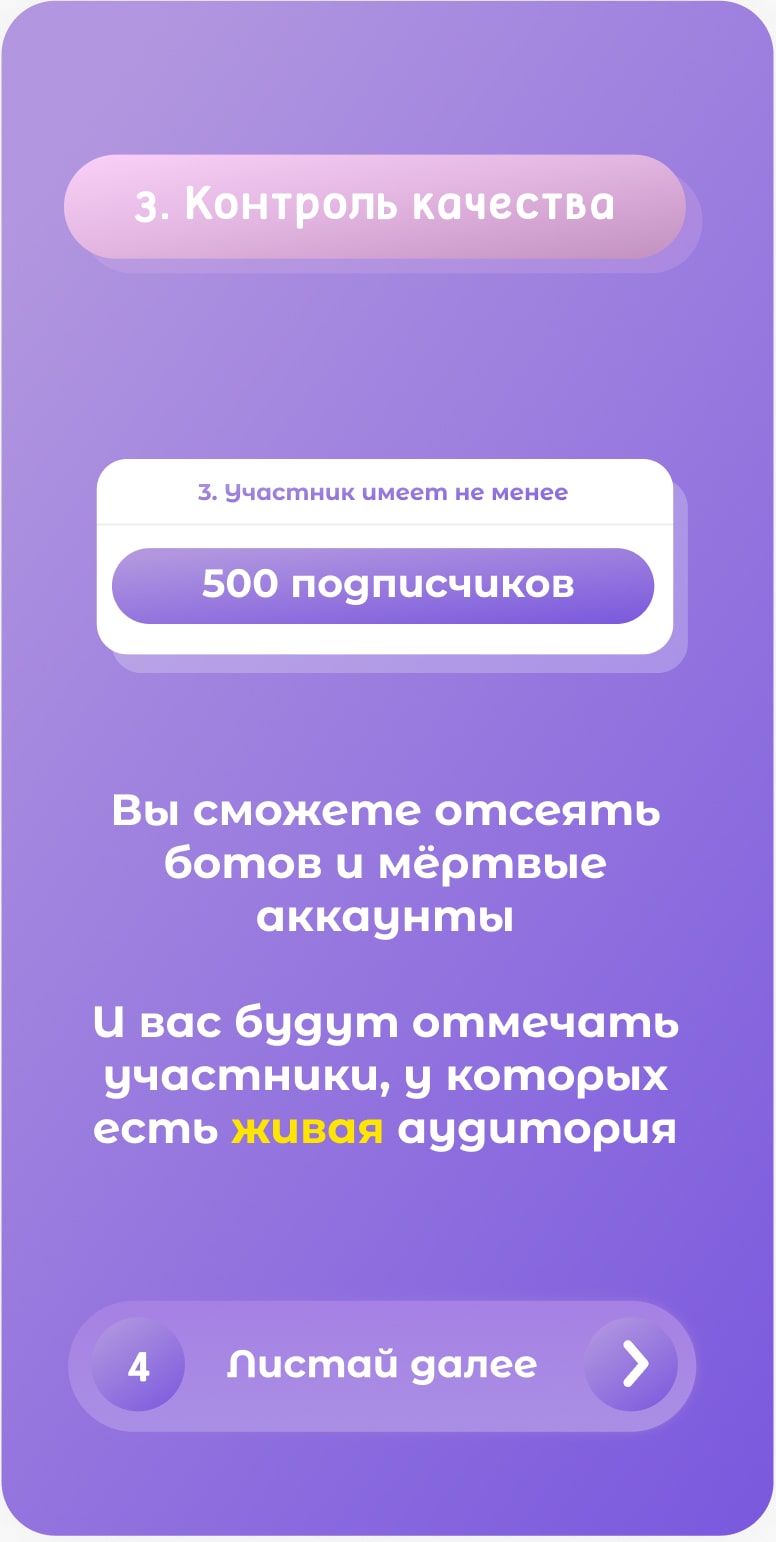 3. Контроль качества
3. Участник имеет не менее
500 подписчиков
Вы сможете отсеять
ботов и мёртвые
аккаунты
И вас будут отмечать
участники, у которых
есть живая аудитория
4 Листай далее